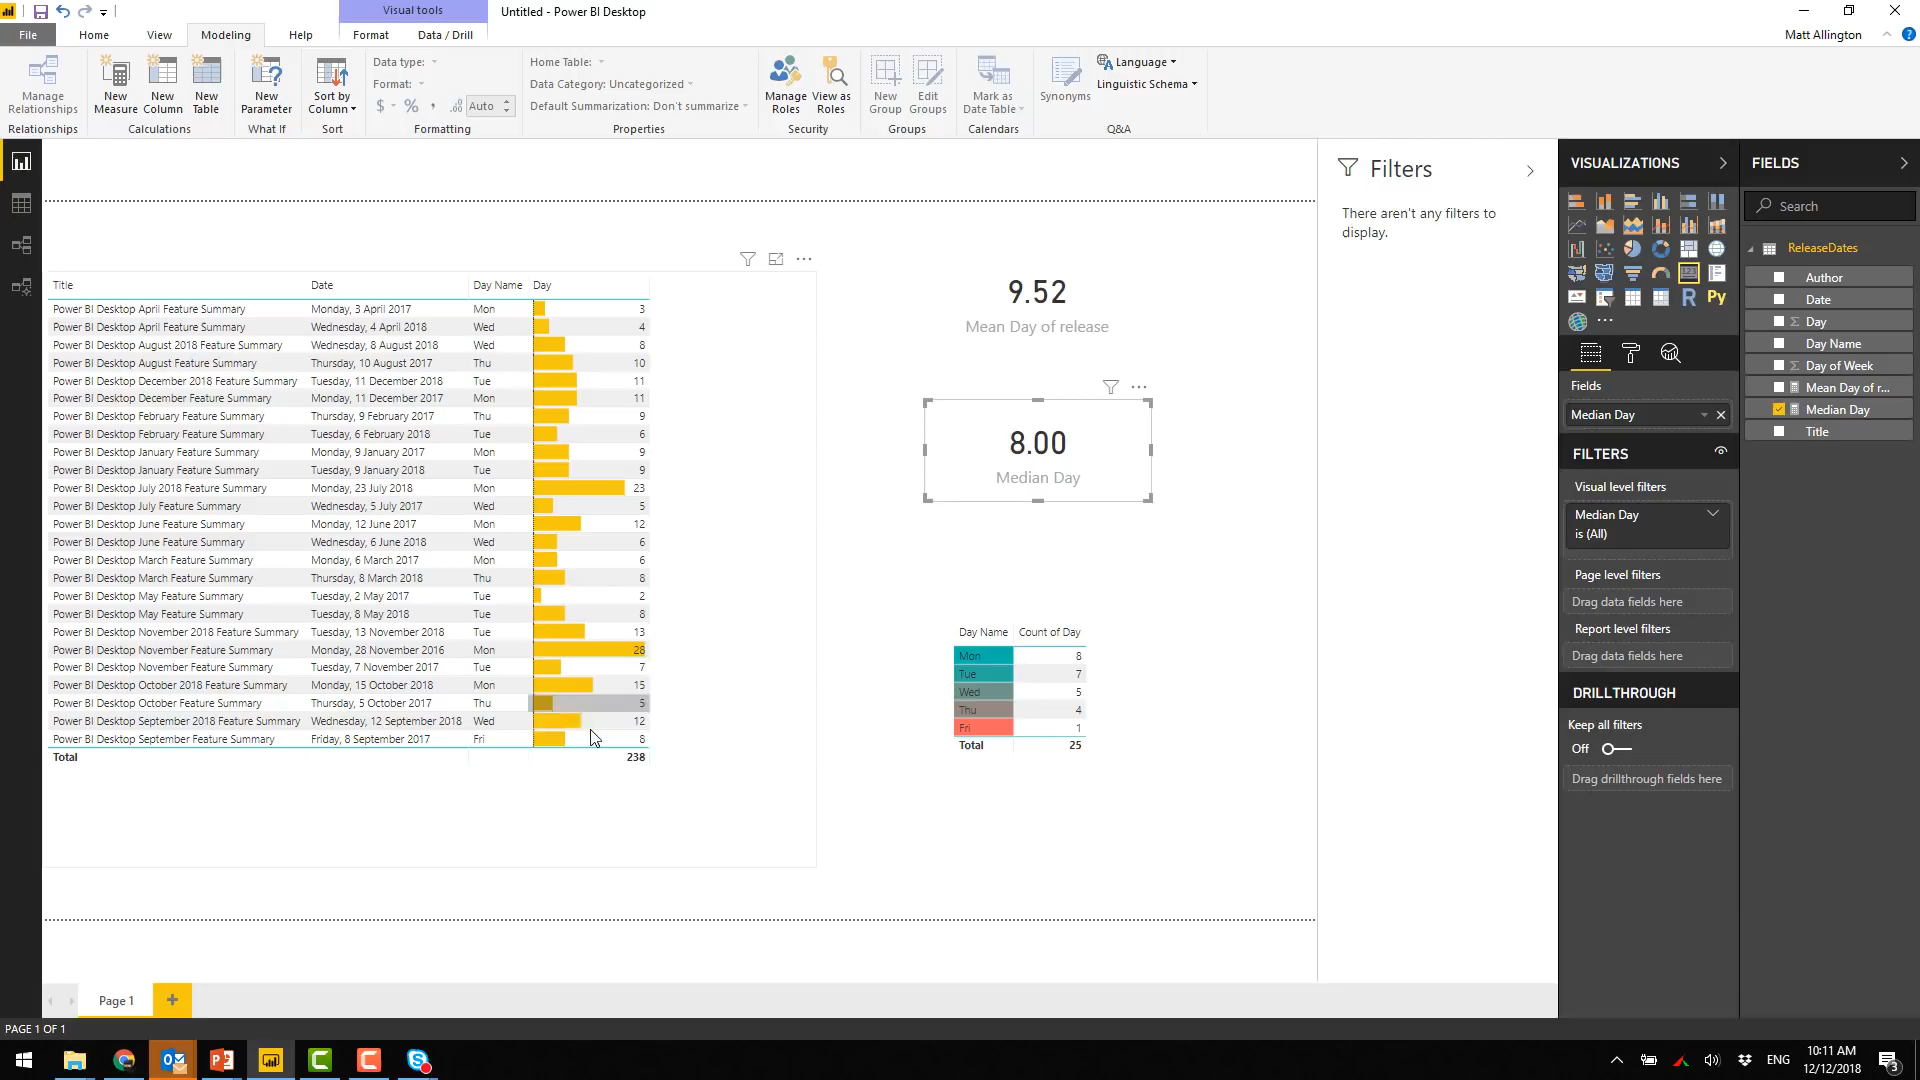 Visual tools
Untitled - Power BI Desktop
File Home View Modeling Help Format Data / Drill
Matt Allington
Manage Relationships
Relationships
New Measure
New Column
New Table
Calculations
New Parameter
What If
Sort by Column
Sort
Data type:
Format:
$ % , .00 Auto
Formatting
Home Table:
Data Category: Uncategorized
Default Summarization: Don't summarize
Properties
Manage Roles
View as Roles
Security
New Group
Edit Groups
Groups
Mark as Date Table
Calendars
Synonyms
Language
Linguistic Schema
Q&A
Title Date Day Name Day
Power BI Desktop April Feature Summary Monday, 3 April 2017 Mon 3
Power BI Desktop April Feature Summary Wednesday, 4 April 2018 Wed 4
Power BI Desktop August 2018 Feature Summary Wednesday, 8 August 2018 Wed 8
Power BI Desktop August Feature Summary Thursday, 10 August 2017 Thu 10
Power BI Desktop December 2018 Feature Summary Tuesday, 11 December 2018 Tue 11
Power BI Desktop December Feature Summary Monday, 11 December 2017 Mon 11
Power BI Desktop February Feature Summary Thursday, 9 February 2017 Thu 9
Power BI Desktop February Feature Summary Tuesday, 6 February 2018 Tue 6
Power BI Desktop January Feature Summary Monday, 9 January 2017 Mon 9
Power BI Desktop January Feature Summary Tuesday, 9 January 2018 Tue 9
Power BI Desktop July 2018 Feature Summary Monday, 23 July 2018 Mon 23
Power BI Desktop July Feature Summary Wednesday, 5 July 2017 Wed 5
Power BI Desktop June Feature Summary Monday, 12 June 2017 Mon 12
Power BI Desktop June Feature Summary Wednesday, 6 June 2018 Wed 6
Power BI Desktop March Feature Summary Monday, 6 March 2017 Mon 6
Power BI Desktop March Feature Summary Thursday, 8 March 2018 Thu 8
Power BI Desktop May Feature Summary Tuesday, 2 May 2017 Tue 2
Power BI Desktop May Feature Summary Tuesday, 8 May 2018 Tue 8
Power BI Desktop November 2018 Feature Summary Tuesday, 13 November 2018 Tue 13
Power BI Desktop November Feature Summary Monday, 28 November 2016 Mon 28
Power BI Desktop November Feature Summary Tuesday, 7 November 2017 Tue 7
Power BI Desktop October 2018 Feature Summary Monday, 15 October 2018 Mon 15
Power BI Desktop October Feature Summary Thursday, 5 October 2017 Thu 5
Power BI Desktop September 2018 Feature Summary Wednesday, 12 September 2018 Wed 12
Power BI Desktop September Feature Summary Friday, 8 September 2017 Fri 8
Total 238
9.52
Mean Day of release
8.00
Median Day
Day Name Count of Day
Mon 8
Tue 7
Wed 5
Thu 4
Fri 1
Total 25
Filters
There aren't any filters to
display.
VISUALIZATIONS
R Py
Fields
Median Day
FILTERS
Visual level filters
Median Day
is (All)
Page level filters
Drag data fields here
Report level filters
Drag data fields here
DRILLTHROUGH
Keep all filters
Off
Drag drillthrough fields here
FIELDS
Search
ReleaseDates
Author
Date
Day
Day Name
Day of Week
Mean Day of r...
Median Day
Title
Page 1
PAGE 1 OF 1
ENG
10:11 AM
12/12/2018
3